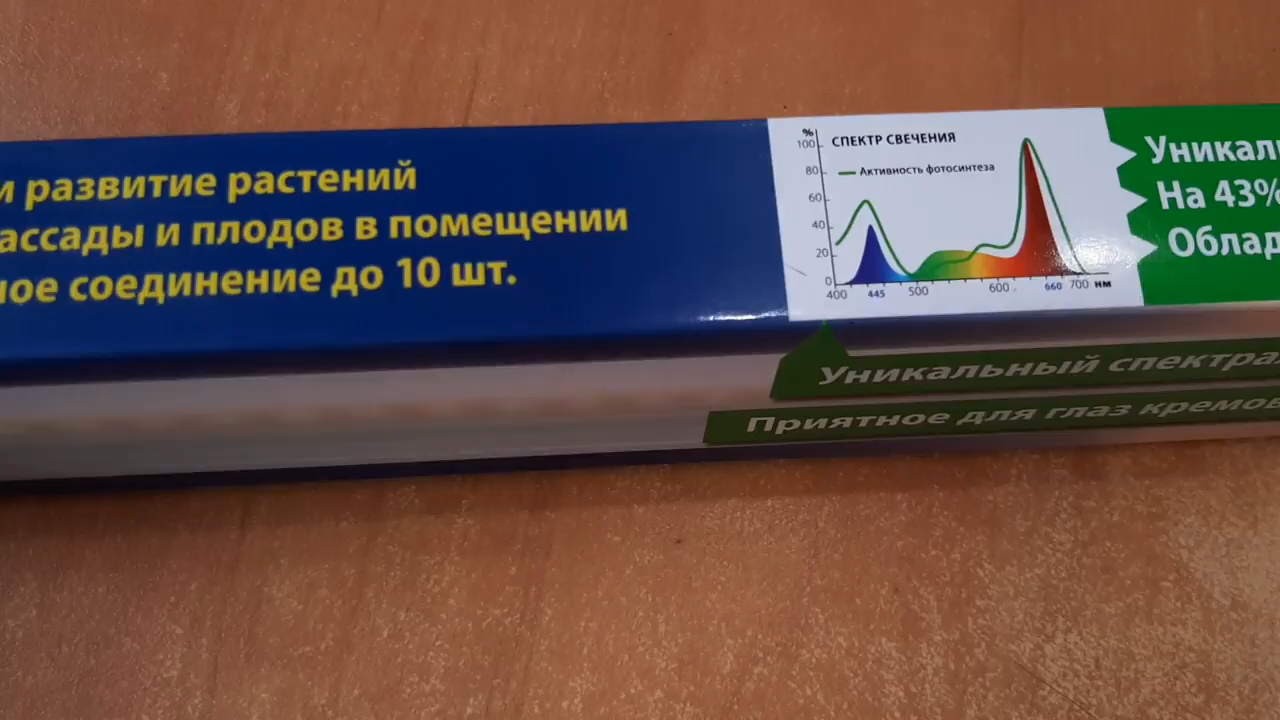 и развитие растений
ассады и плодов в помещении
ое соединение до 10 шт.
%
100
80
60
40
20
0
СПЕКТР СВЕЧЕНИЯ
Активность фотосинтеза
400 445 500 600 660 700 нм
Уникал
На 43%
Облад
Уникальный спектра
Приятное для глаз кремов